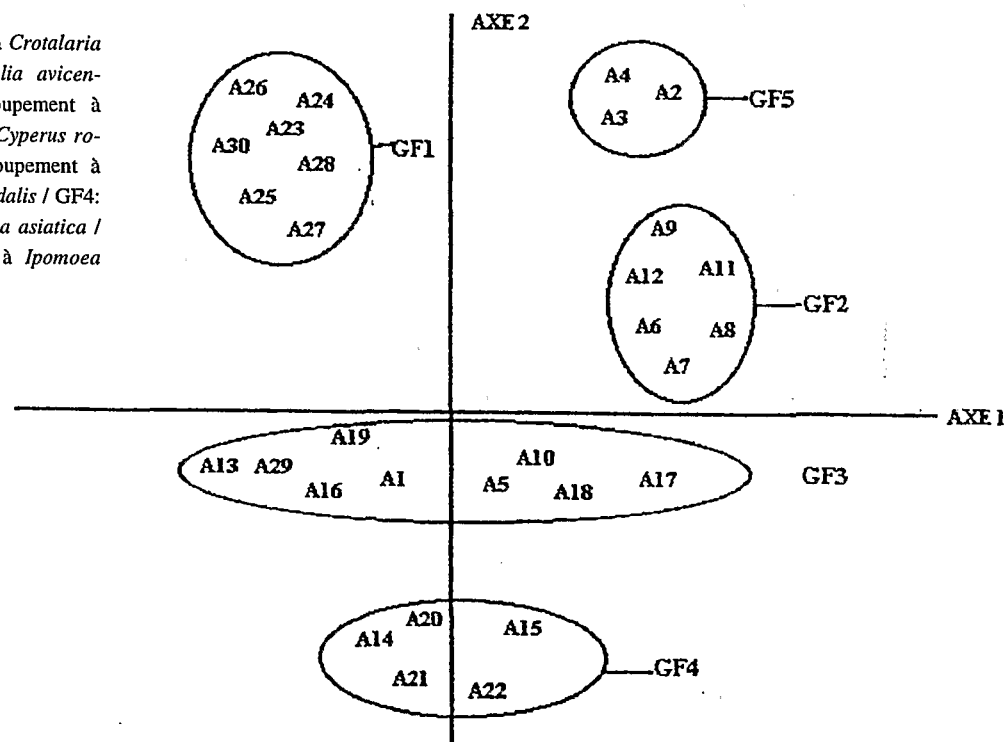 Crotalaria
lia avicen-
oupement à
Cyperus ro-
oupement à
dalis / GF4:
a asiatica /
à Ipomoea
AXE 2
A26
A24
A23
A30
A28
A25
A27
GF1
A4
A2
A3
GF5
A9
A12
A11
A6
A8
A7
GF2
AXE 1
A19
A13
A29
A16
A1
A10
A5
A18
A17
GF3
A20
A14
A15
A21
A22
GF4